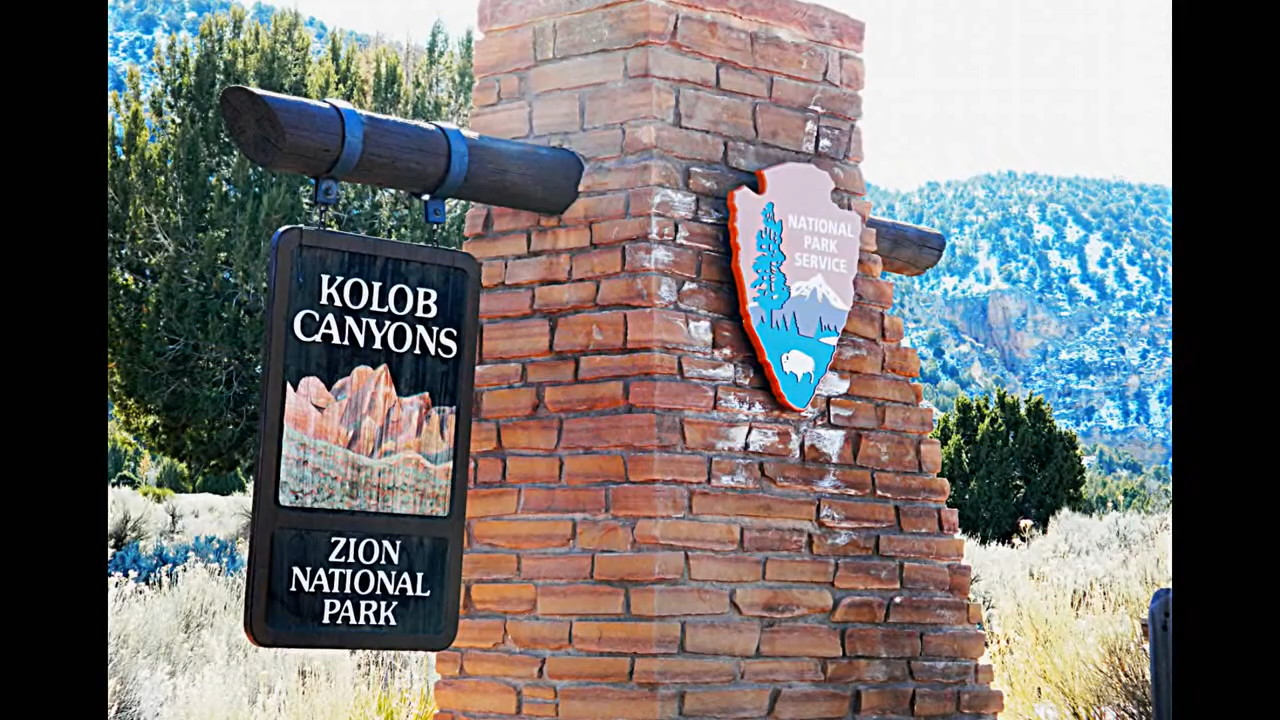 KOLOB
CANYONS
ZION
NATIONAL
PARK
NATIONAL
PARK
SERVICE